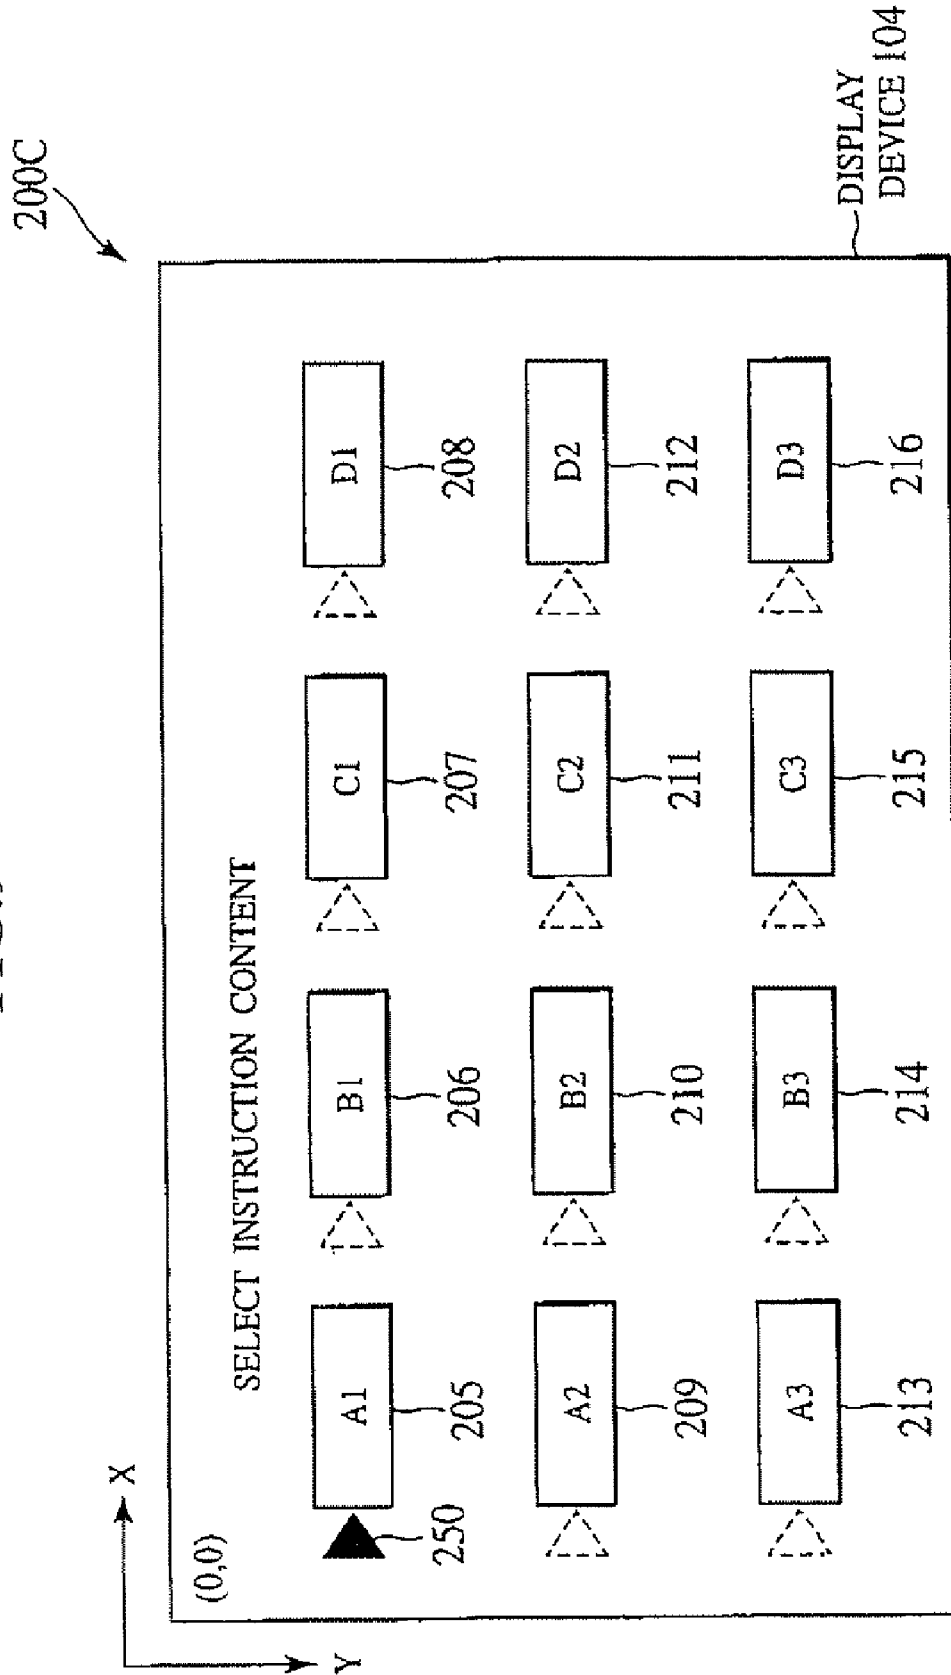 200C
X
Y
(0,0)
SELECT INSTRUCTION CONTENT
A1 B1 C1 D1
250 205 206 207 208
A2 B2 C2 D2
209 210 211 212
A3 B3 C3 D3
213 214 215 216
DISPLAY
DEVICE 104